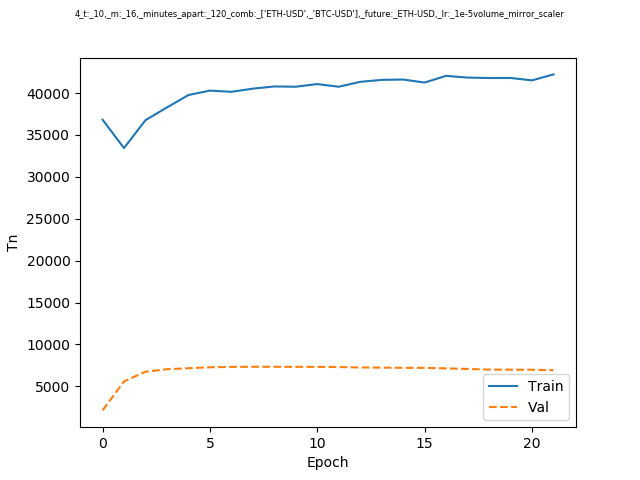 4_t:_10,_m:_16,_minutes_apart:_120_comb:_['ETH-USD',_'BTC-USD'],_future:_ETH-USD,_lr:_1e-5volume_mirror_scaler
40000
35000
30000
25000
20000
15000
10000
5000
Tn
Train
Val
0 5 10 15 20
Epoch